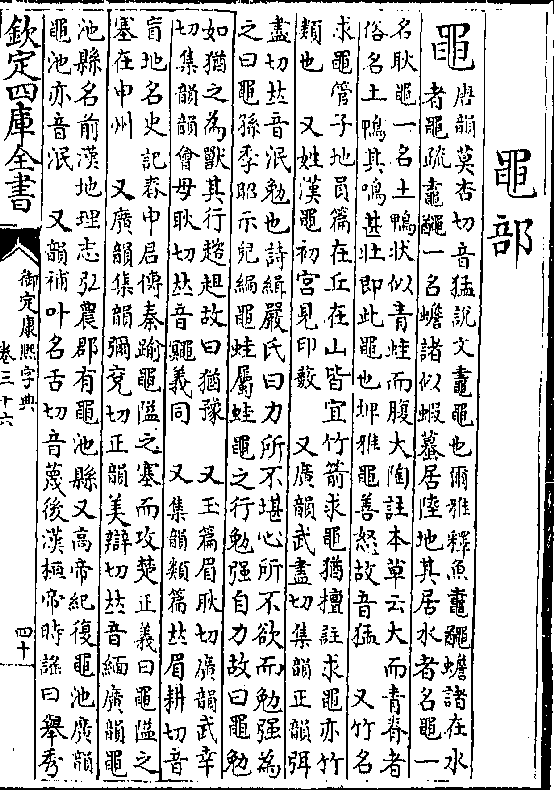 黽部
黽
唐韻莫杏切音猛說文鼃黽也爾雅釋魚鼁𪓰蟾諸在水
者黽疏鼁𪓰一名蟾諸似蝦蟇居陸地其居水者名黽一
名耿黽一名土鴨狀似青蛙而腹大陶註本草云大而青脊者
俗名土鴨其鳴甚壯即此黽也埤雅黽善怒故音猛 又竹名
求黽管子地員篇在丘在山皆宜竹箭求黽猶檀註求黽亦竹
類也 又姓漢黽初宮見印藪 又廣韻武盡切集韻正韻弭
盡切𠀤音泯勉也詩緝嚴氏曰力所不堪心所不欲而勉强為
之曰黽孫季昭示兒編黽蛙屬蛙黽之行勉强自力故曰黽勉
如猶之為獸其行趑趄故曰猶豫 又玉篇眉耿切廣韻武幸
切集韻韻會母耿切𠀤音鼆義同 又集韻類篇𠀤眉耕切音
盲地名史記春申君傳秦踰黽隘之塞而攻楚正義曰黽隘之
塞在申州 又廣韻集韻彌兖切正韻美辯切𠀤音緬廣韻黽
池縣名前漢地理志弘農郡有黽池縣又高帝紀復黽池廣韻
黽池亦音泯 又韻補叶名舌切音蔑後漢桓帝時謠曰舉秀
欽定四庫全書
御定康熙字典
卷三十六
四十